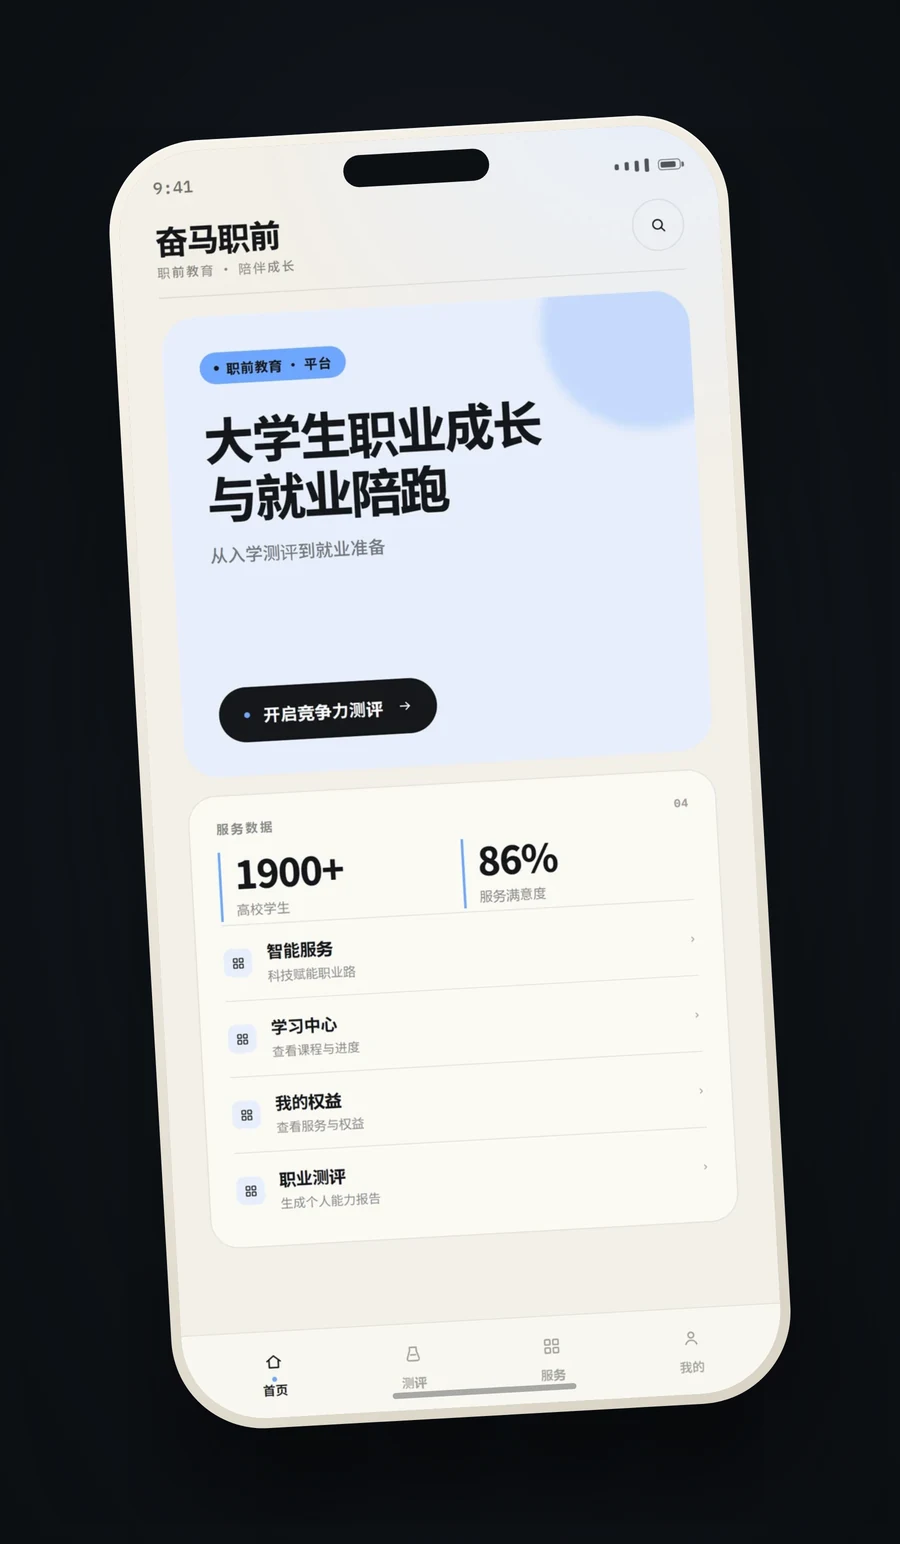 9:41
奋马职前
职前教育 · 陪伴成长
• 职前教育 · 平台
大学生职业成长
与就业陪跑
从入学测评到就业准备
• 开启竞争力测评 →
服务数据
04
1900+
86%
高校学生
服务满意度
智能服务
科技赋能职业路
学习中心
查看课程与进度
我的权益
查看服务与权益
职业测评
生成个人能力报告
首页
测评
服务
我的